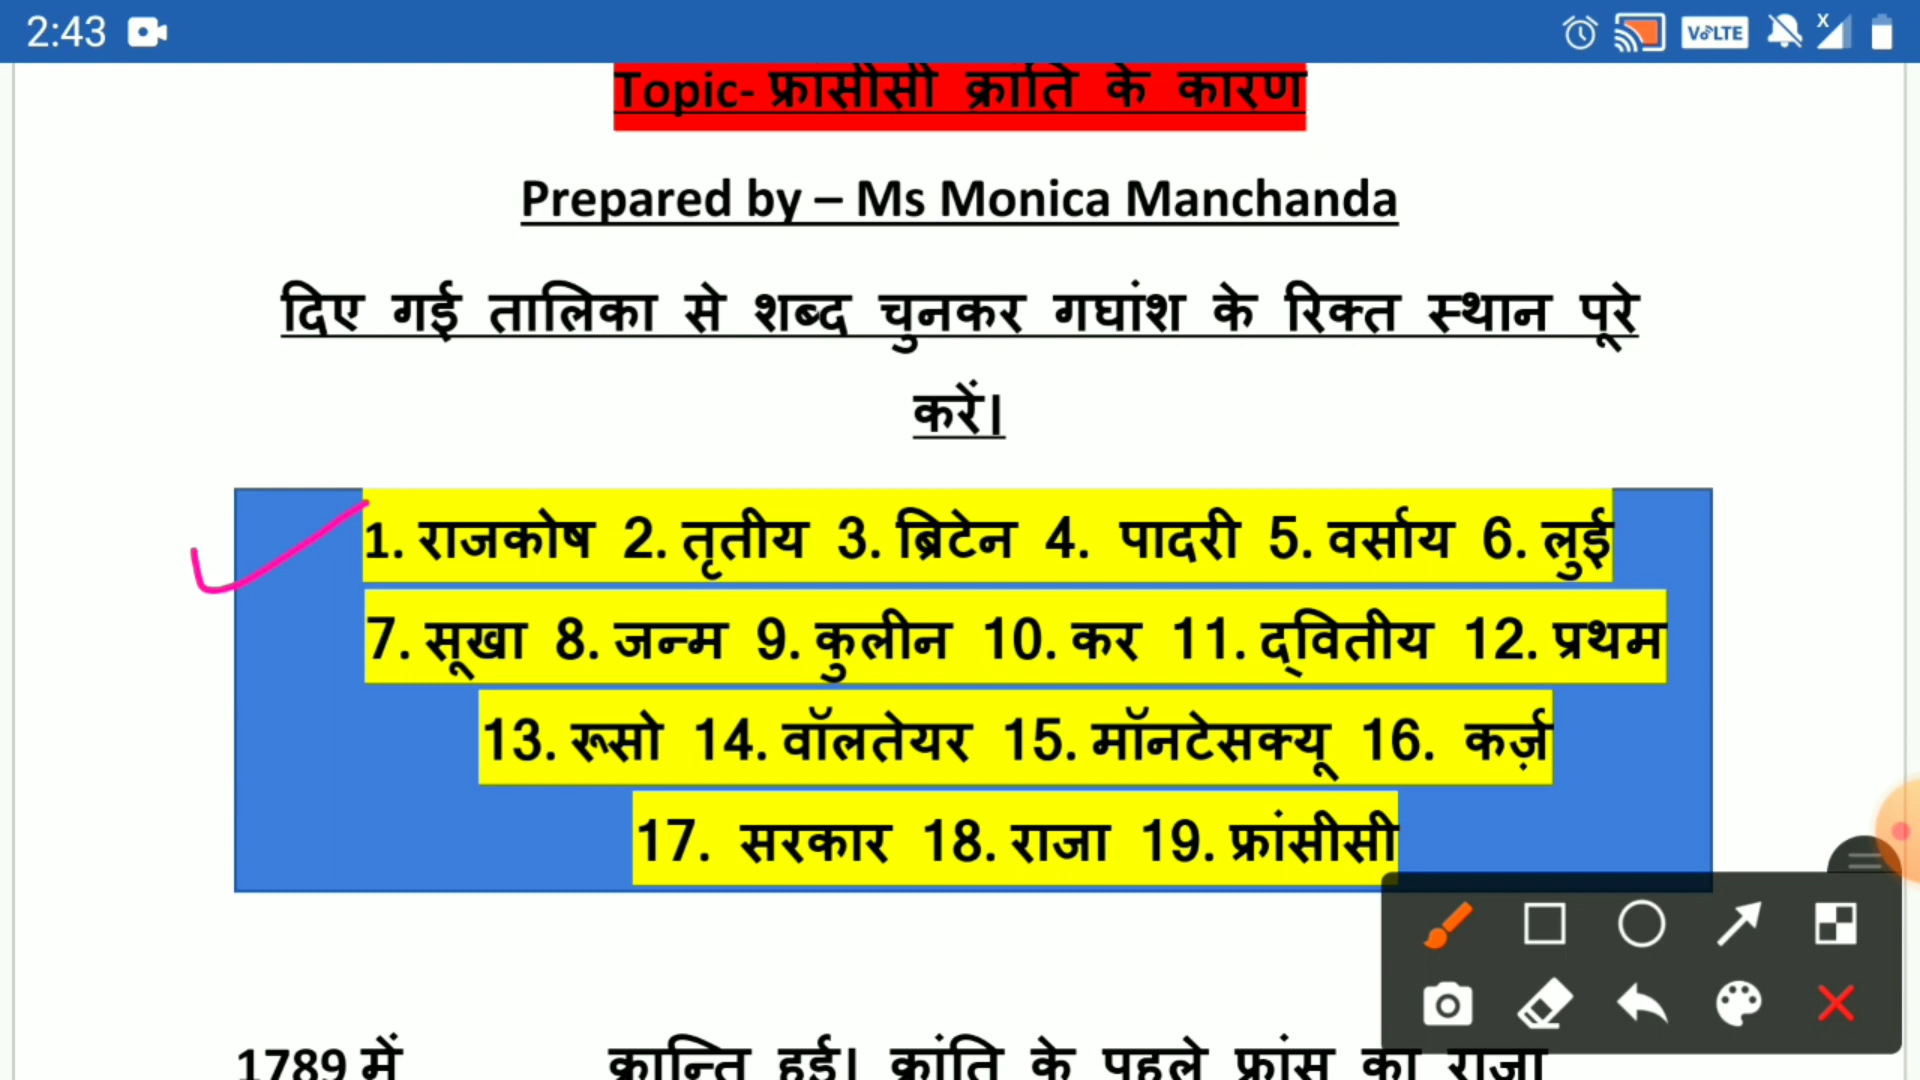 2:43
VoLTE
x
Topic- फ्रांसीसी क्रांति के कारण
Prepared by – Ms Monica Manchanda
दिए गई तालिका से शब्द चुनकर गघांश के रिक्त स्थान पूरे
करें।
1. राजकोष 2. तृतीय 3. ब्रिटेन 4. पादरी 5. वर्साय 6. लुई
7. सूखा 8. जन्म 9. कुलीन 10. कर 11. द्वितीय 12. प्रथम
13. रूसो 14. वॉलतेयर 15. मॉनटेसक्यू 16. कर्ज़
17. सरकार 18. राजा 19. फ्रांसीसी
1789 में क्रान्ति हुई। क्रांति के पहले फ्रांस का राजा